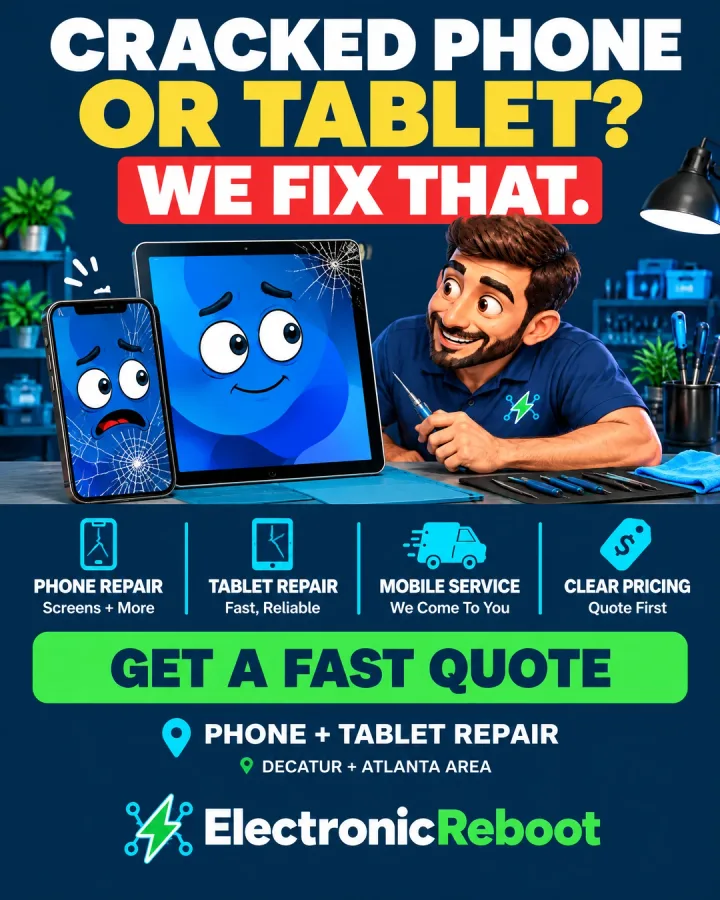 CRACKED PHONE
OR TABLET?
WE FIX THAT.
PHONE REPAIR
Screens + More
TABLET REPAIR
Fast, Reliable
MOBILE SERVICE
We Come To You
$
CLEAR PRICING
Quote First
GET A FAST QUOTE
PHONE + TABLET REPAIR
DECATUR + ATLANTA AREA
ElectronicReboot